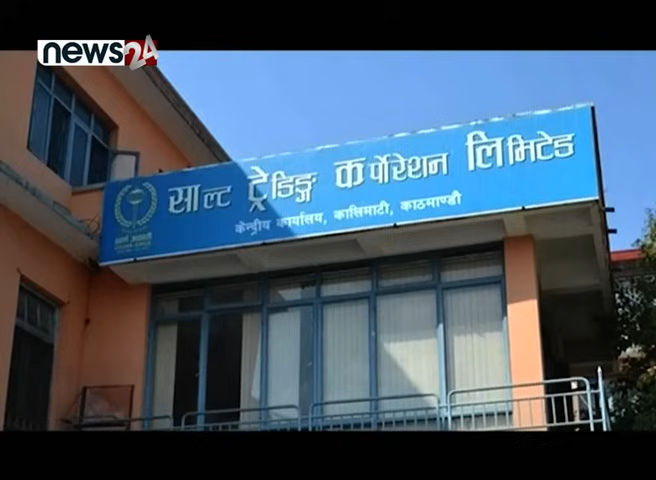 news24
साल्ट ट्रेडिङ्ग कर्पोरेशन लिमिटेड
केन्द्रीय कार्यालय, कालिमाटी, काठमाण्डौ